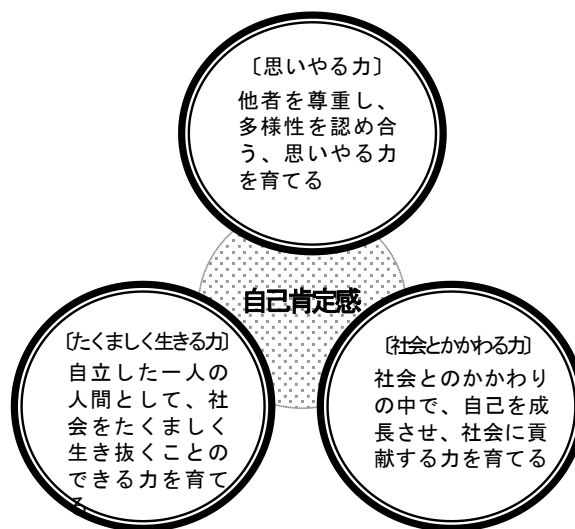 〔思いやる力〕
他者を尊重し、
多様性を認め合
う、思いやる力
を育てる
自己肯定感
〔たくましく生きる力〕
自立した一人の
人間として、社
会をたくましく
生き抜くことの
できる力を育て
る
〔社会とかかわる力〕
社会とのかかわり
の中で、自己を成
長させ、社会に貢
献する力を育てる